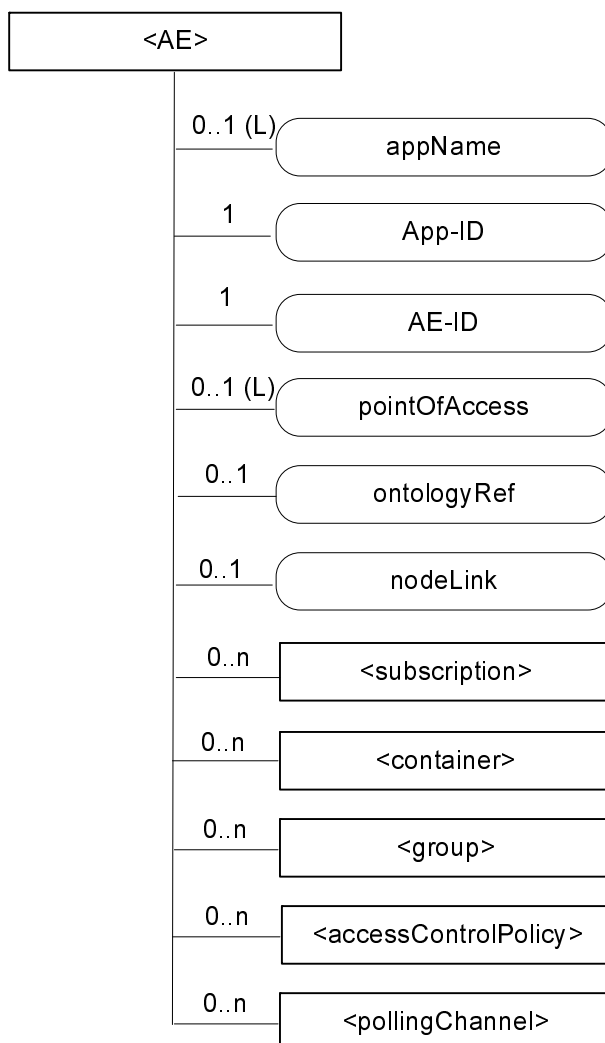 <AE>
0..1 (L)
appName
1
App-ID
1
AE-ID
0..1 (L)
pointOfAccess
0..1
ontologyRef
0..1
nodeLink
0..n
<subscription>
0..n
<container>
0..n
<group>
0..n
<accessControlPolicy>
0..n
<pollingChannel>